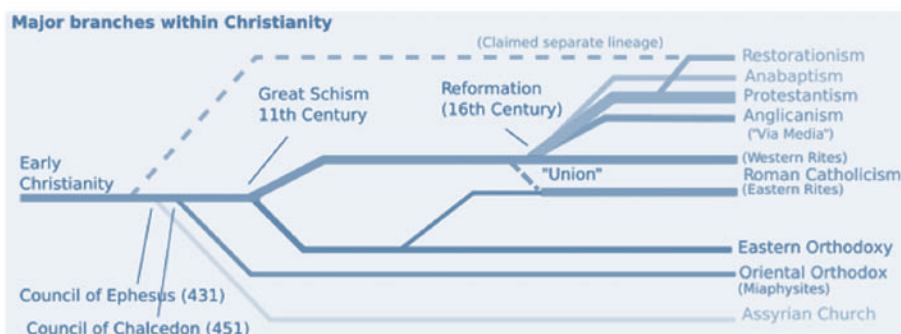 Major branches within Christianity
(Claimed separate lineage)
Restorationism
Anabaptism
Protestantism
Anglicanism
("Via Media")
Great Schism
11th Century
Reformation
(16th Century)
Early
Christianity
(Western Rites)
"Union"
Roman Catholicism
(Eastern Rites)
Eastern Orthodoxy
Oriental Orthodox
(Miaphysites)
Assyrian Church
Council of Ephesus (431)
Council of Chalcedon (451)